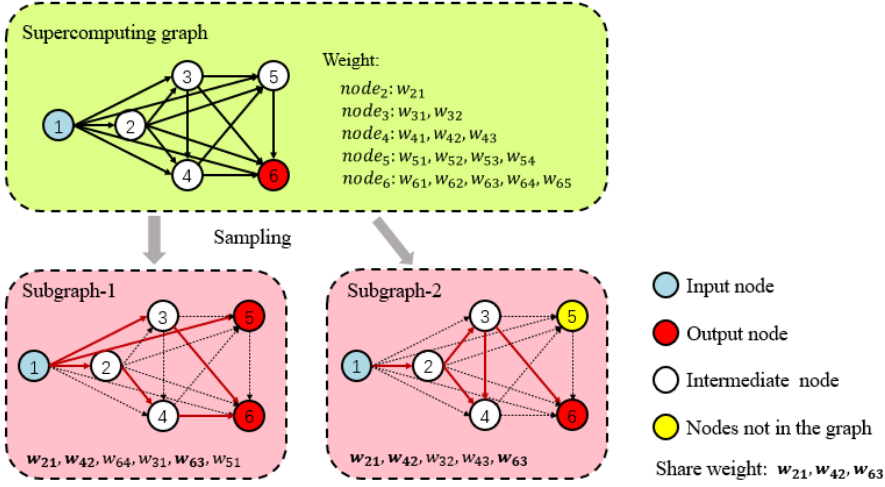 Supercomputing graph
Weight:
node₂: w₂₁
node₃: w₃₁, w₃₂
node₄: w₄₁, w₄₂, w₄₃
node₅: w₅₁, w₅₂, w₅₃, w₅₄
node₆: w₆₁, w₆₂, w₆₃, w₆₄, w₆₅
3
5
1
2
4
6
Sampling
Subgraph-1
3
5
1
2
4
6
w₂₁, w₄₂, w₆₄, w₃₁, w₆₃, w₅₁
Subgraph-2
3
5
1
2
4
6
w₂₁, w₄₂, w₃₂, w₄₃, w₆₃
Input node
Output node
Intermediate node
Nodes not in the graph
Share weight: w₂₁, w₄₂, w₆₃